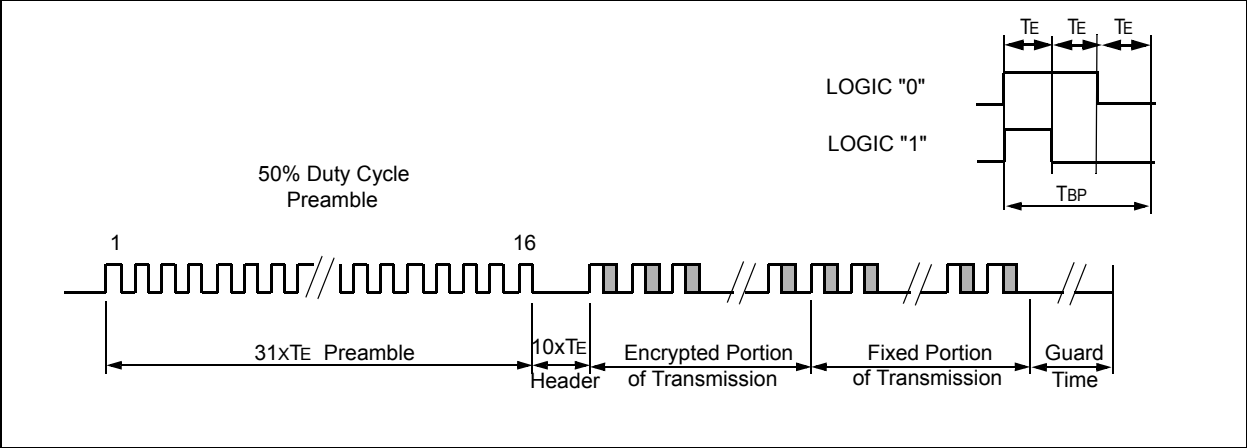 TE TE TE
LOGIC "0"
LOGIC "1"
TBP
50% Duty Cycle
Preamble
1
16
31XTE Preamble
10xTE
Header
Encrypted Portion
of Transmission
Fixed Portion
of Transmission
Guard
Time